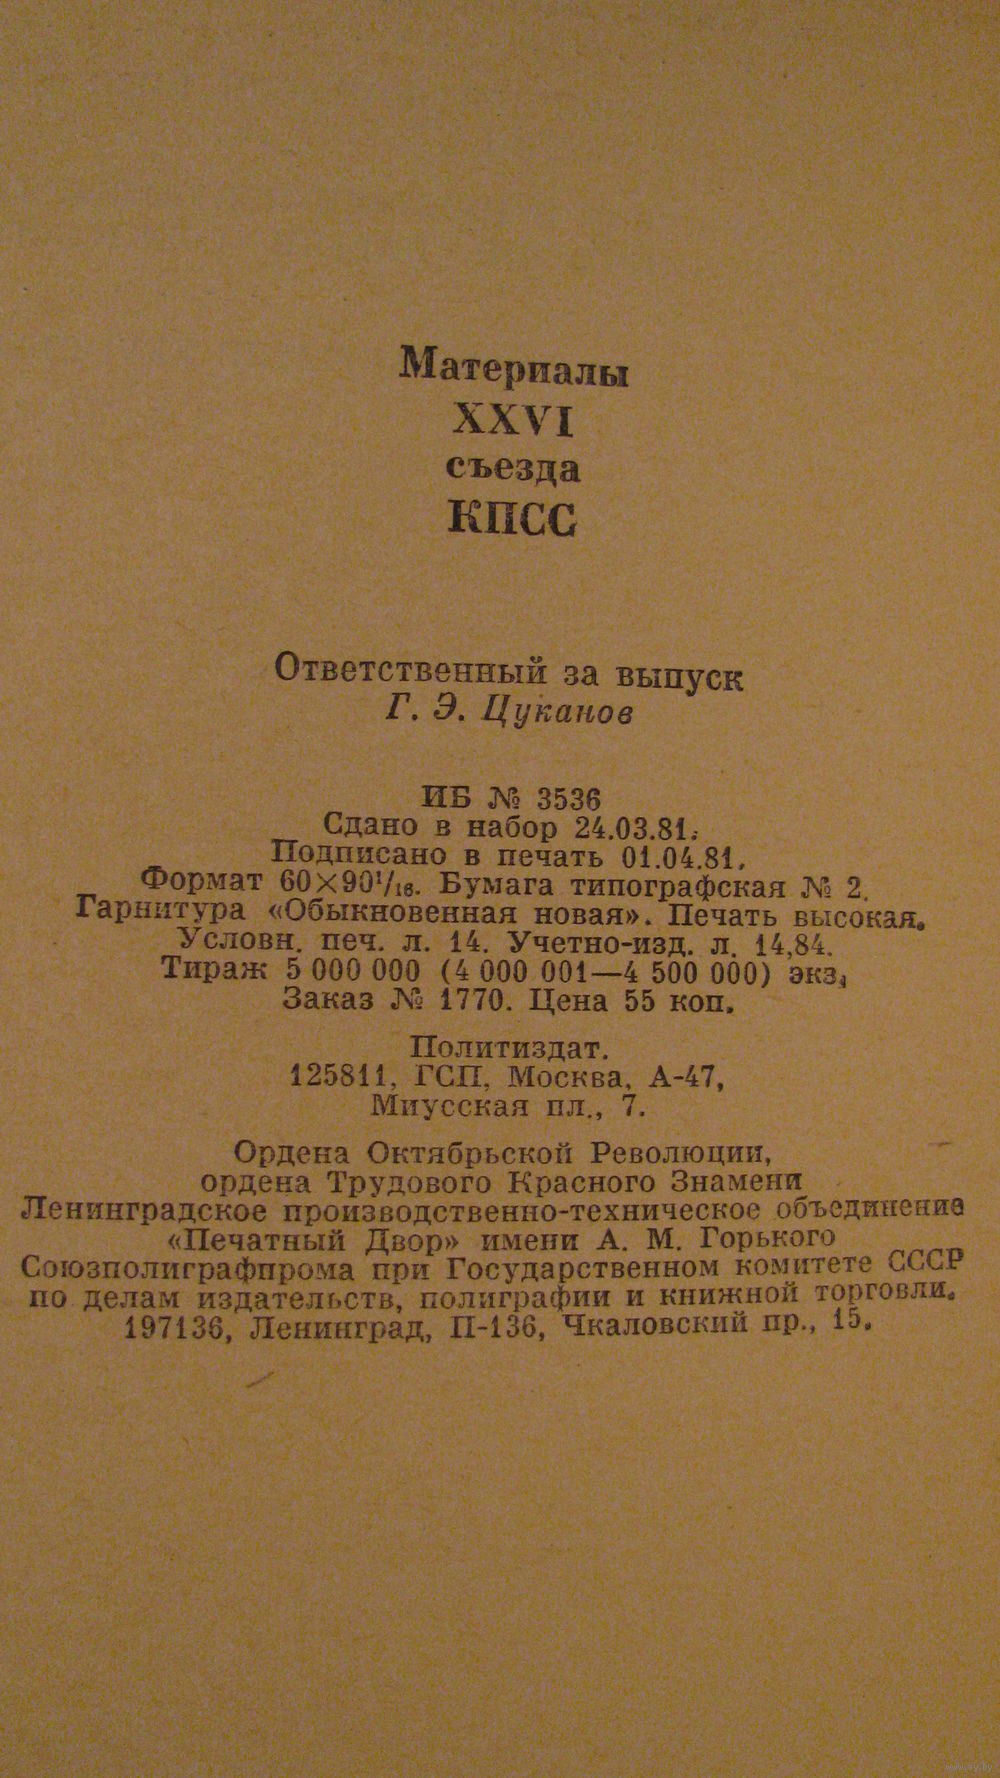 Материалы
XXVI
съезда
КПСС
Ответственный за выпуск
Г. Э. Цуканов
ИБ № 3536
Сдано в набор 24.03.81.
Подписано в печать 01.04.81.
Формат 60×90¹/₁₆. Бумага типографская № 2.
Гарнитура «Обыкновенная новая». Печать высокая.
Условн. печ. л. 14. Учетно-изд. л. 14,84.
Тираж 5 000 000 (4 000 001—4 500 000) экз.
Заказ № 1770. Цена 55 коп.
Политиздат.
125811, ГСП, Москва, А-47,
Миусская пл., 7.
Ордена Октябрьской Революции,
ордена Трудового Красного Знамени
Ленинградское производственно-техническое объединение
«Печатный Двор» имени А. М. Горького
Союзполиграфпрома при Государственном комитете СССР
по делам издательств, полиграфии и книжной торговли.
197136, Ленинград, П-136, Чкаловский пр., 15.